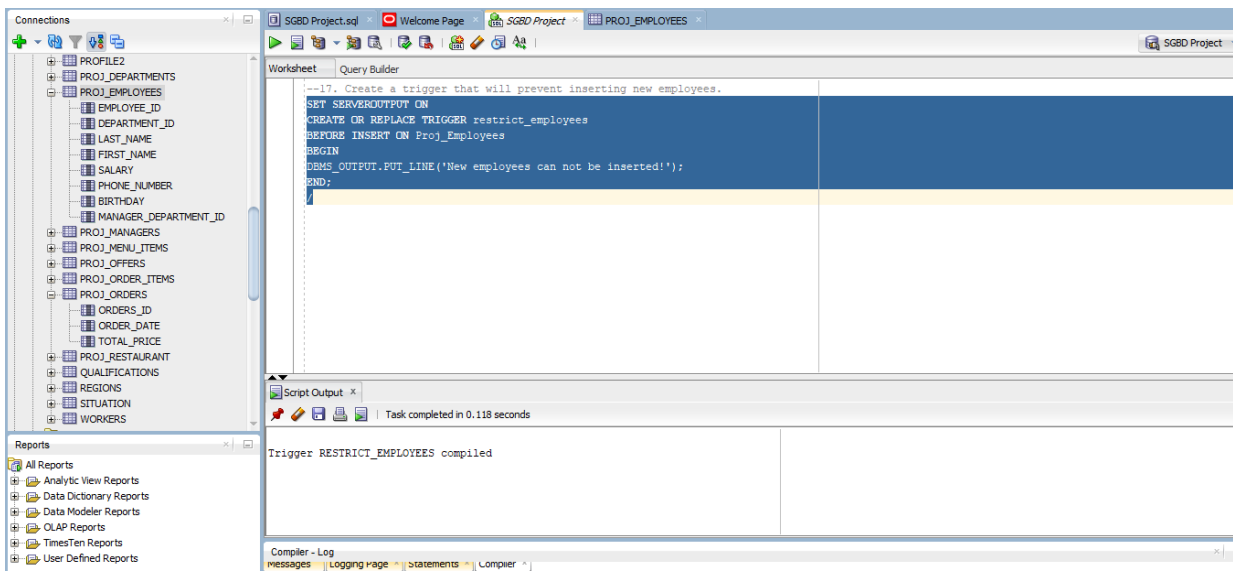 Connections
PROFILE2
PROJ_DEPARTMENTS
PROJ_EMPLOYEES
EMPLOYEE_ID
DEPARTMENT_ID
LAST_NAME
FIRST_NAME
SALARY
PHONE_NUMBER
BIRTHDAY
MANAGER_DEPARTMENT_ID
PROJ_MANAGERS
PROJ_MENU_ITEMS
PROJ_OFFERS
PROJ_ORDER_ITEMS
PROJ_ORDERS
ORDERS_ID
ORDER_DATE
TOTAL_PRICE
PROJ_RESTAURANT
QUALIFICATIONS
REGIONS
SITUATION
WORKERS
Reports
All Reports
Analytic View Reports
Data Dictionary Reports
Data Modeler Reports
OLAP Reports
TimesTen Reports
User Defined Reports
SGBD Project.sql Welcome Page SGBD Project PROJ_EMPLOYEES
SGBD Project
Worksheet Query Builder
--17. Create a trigger that will prevent inserting new employees.
SET SERVEROUTPUT ON
CREATE OR REPLACE TRIGGER restrict_employees
BEFORE INSERT ON Proj_Employees
BEGIN
DBMS_OUTPUT.PUT_LINE('New employees can not be inserted!');
END;
/
Script Output
Task completed in 0.118 seconds
Trigger RESTRICT_EMPLOYEES compiled
Compiler - Log
Messages Logging Page Statements Compiler